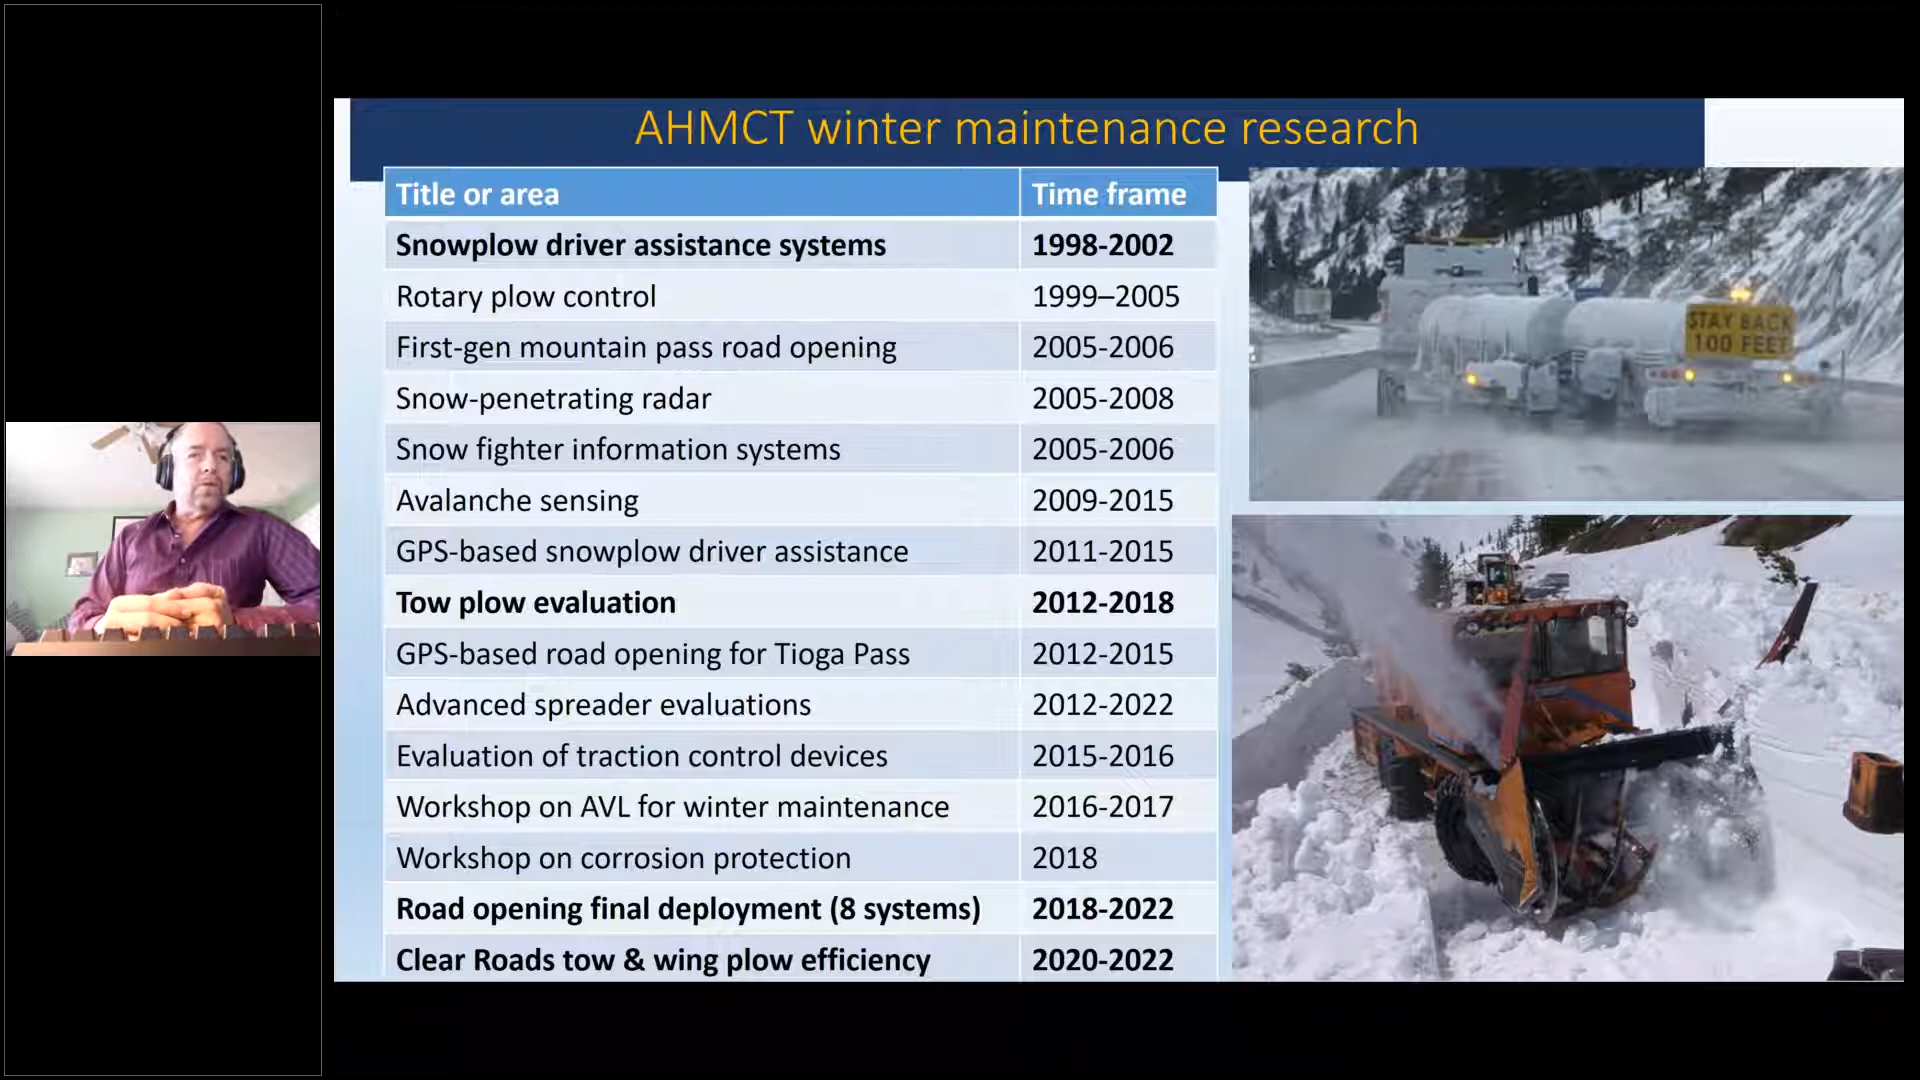 AHMCT winter maintenance research
Title or area Time frame
Snowplow driver assistance systems 1998-2002
Rotary plow control 1999–2005
First-gen mountain pass road opening 2005-2006
Snow-penetrating radar 2005-2008
Snow fighter information systems 2005-2006
Avalanche sensing 2009-2015
GPS-based snowplow driver assistance 2011-2015
Tow plow evaluation 2012-2018
GPS-based road opening for Tioga Pass 2012-2015
Advanced spreader evaluations 2012-2022
Evaluation of traction control devices 2015-2016
Workshop on AVL for winter maintenance 2016-2017
Workshop on corrosion protection 2018
Road opening final deployment (8 systems) 2018-2022
Clear Roads tow & wing plow efficiency 2020-2022
STAY BACK
100 FEET